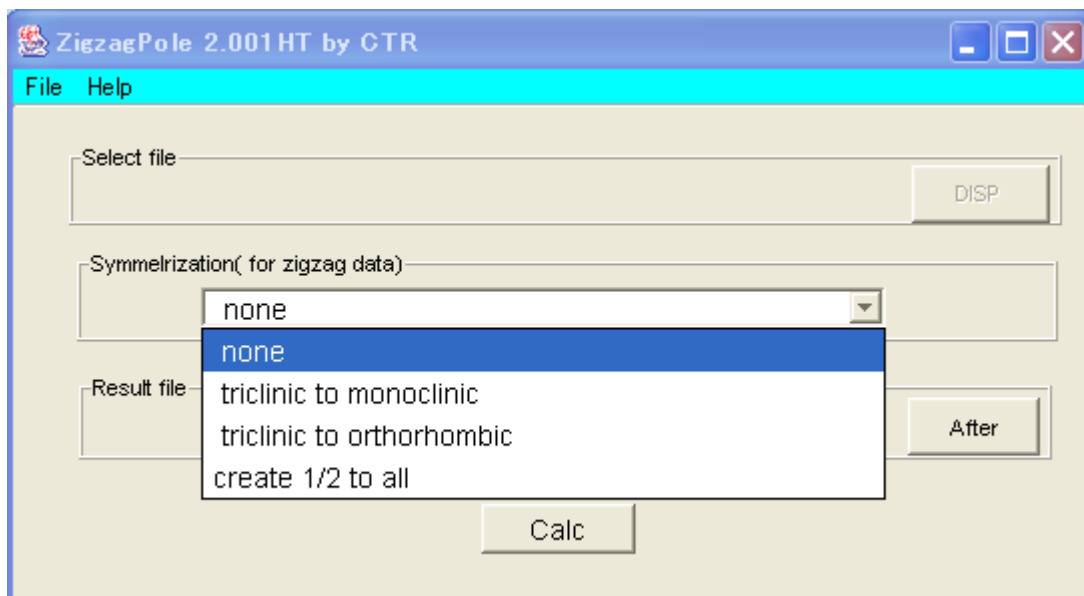 ZigzagPole 2.001HT by CTR
File Help
Select file
DISP
Symmelrization( for zigzag data)
none
none
triclinic to monoclinic
triclinic to orthorhombic
create 1/2 to all
Result file
After
Calc